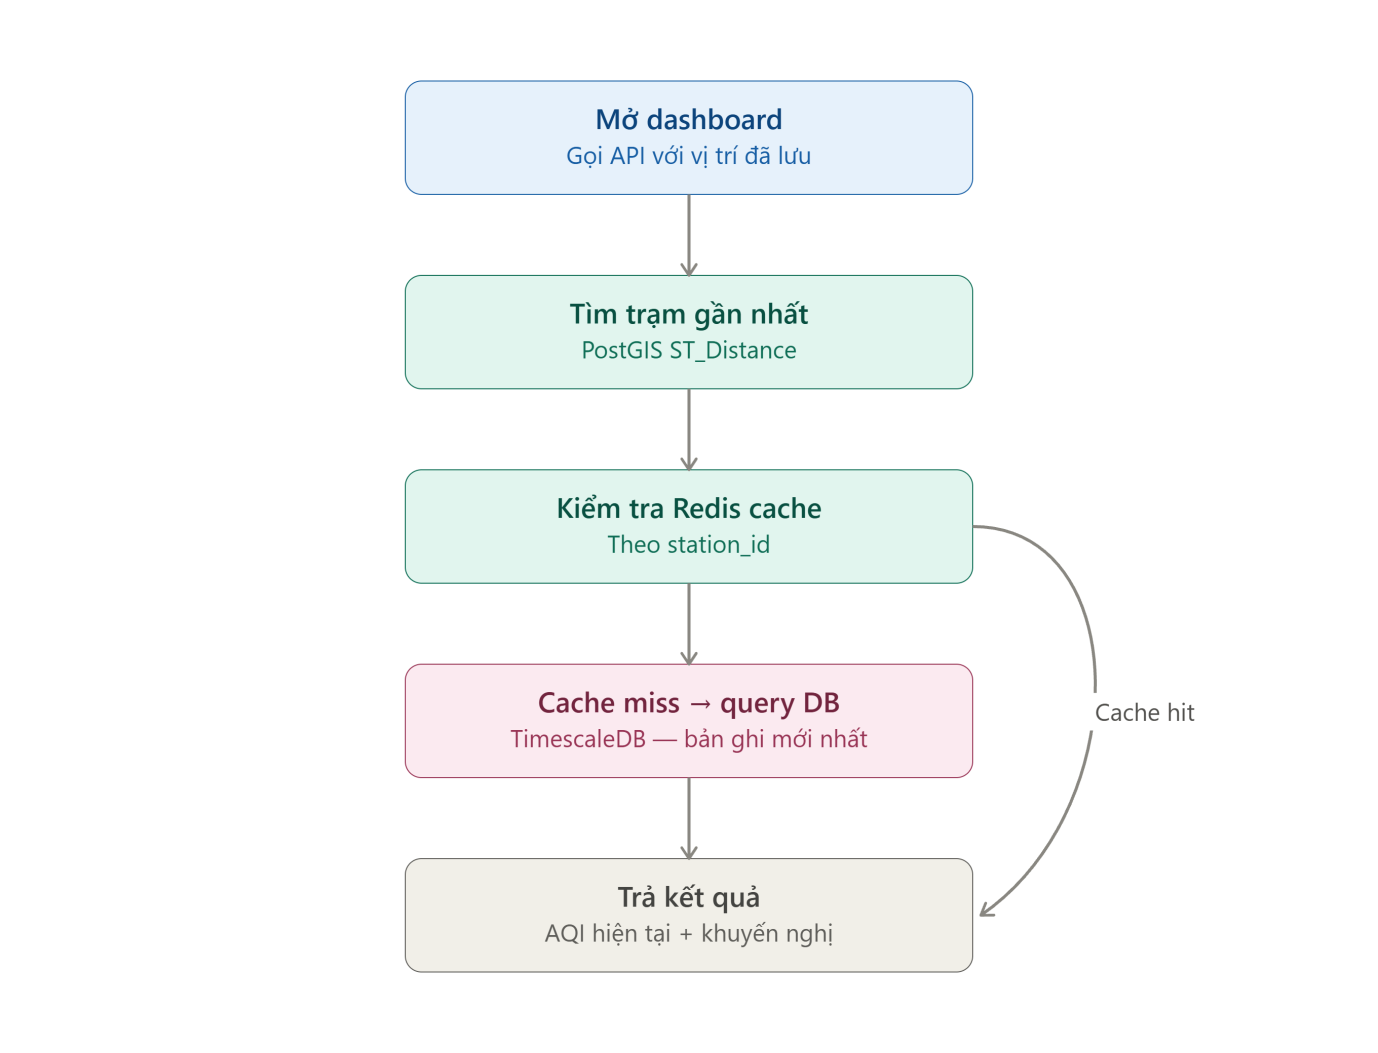 Mở dashboard
Gọi API với vị trí đã lưu
Tìm trạm gần nhất
PostGIS ST_Distance
Kiểm tra Redis cache
Theo station_id
Cache miss → query DB
TimescaleDB — bản ghi mới nhất
Cache hit
Trả kết quả
AQI hiện tại + khuyến nghị